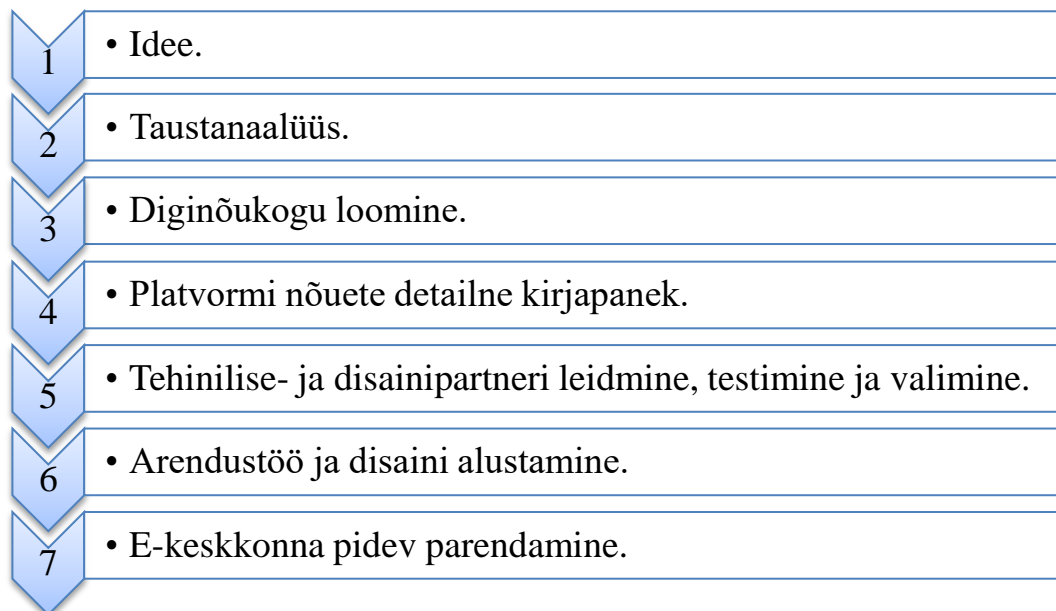 1 • Idee.
2 • Taustanaalüüs.
3 • Diginõukogu loomine.
4 • Platvormi nõuete detailne kirjapanek.
5 • Tehinilise- ja disainipartneri leidmine, testimine ja valimine.
6 • Arendustöö ja disaini alustamine.
7 • E-keskkonna pidev parendamine.